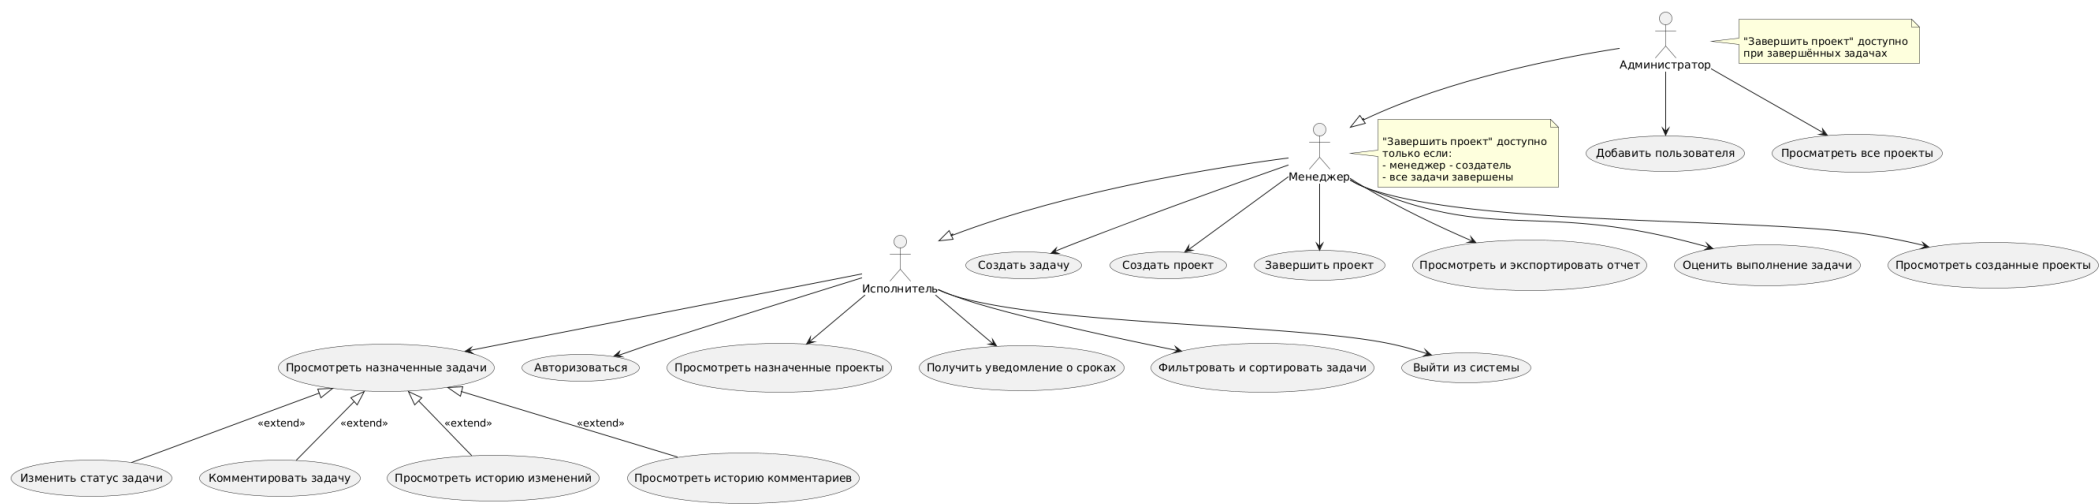 "Завершить проект" доступно
при завершённых задачах
Администратор
"Завершить проект" доступно
только если:
- менеджер - создатель
- все задачи завершены
Добавить пользователя
Просматреть все проекты
Менеджер
Создать задачу
Создать проект
Завершить проект
Просмотреть и экспортировать отчет
Оценить выполнение задачи
Просмотреть созданные проекты
Исполнитель
Просмотреть назначенные задачи
Авторизоваться
Просмотреть назначенные проекты
Получить уведомление о сроках
Фильтровать и сортировать задачи
Выйти из системы
«extend»
«extend»
«extend»
«extend»
Изменить статус задачи
Комментировать задачу
Просмотреть историю изменений
Просмотреть историю комментариев